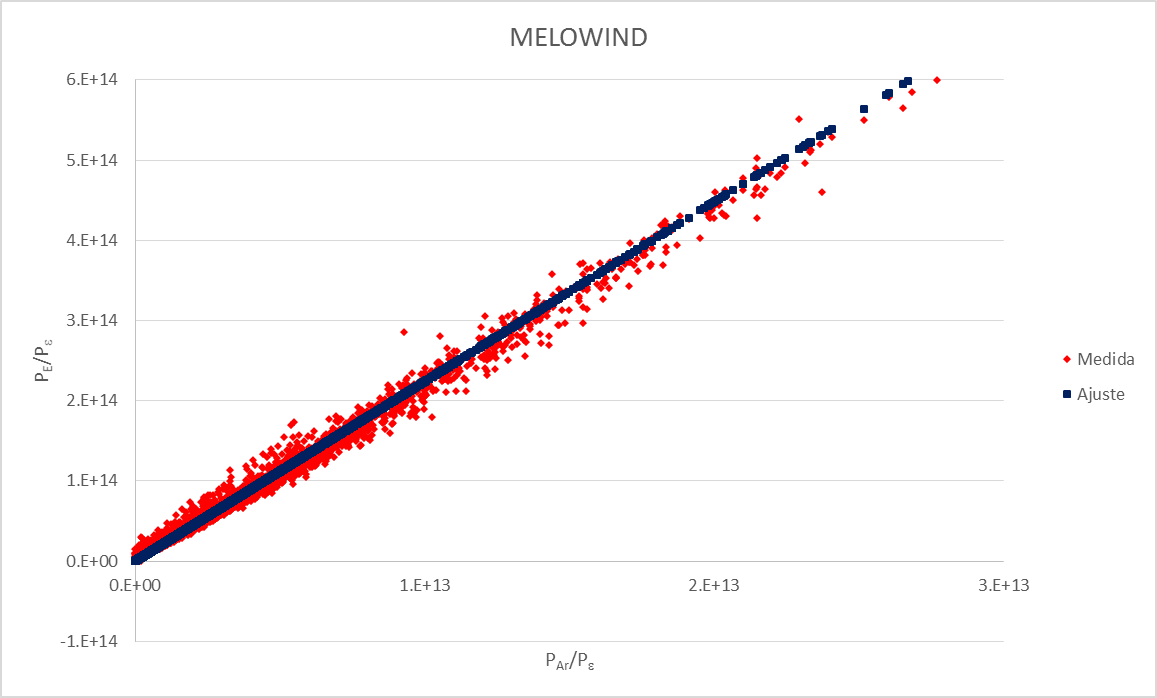 MELOWIND
6.E+14
5.E+14
4.E+14
3.E+14
2.E+14
1.E+14
0.E+00
-1.E+14
P_E/P_ε
0.E+00 1.E+13 2.E+13 3.E+13
P_Ar/P_ε
Medida
Ajuste